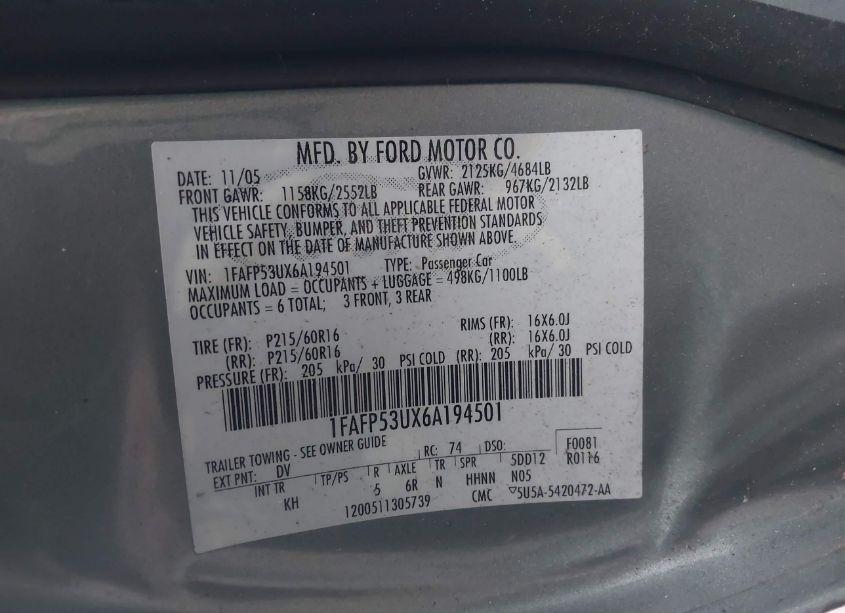 MFD. BY FORD MOTOR CO.
DATE: 11/05 GVWR: 2125KG/4684LB
FRONT GAWR: 1158KG/2552LB REAR GAWR: 967KG/2132LB
THIS VEHICLE CONFORMS TO ALL APPLICABLE FEDERAL MOTOR
VEHICLE SAFETY, BUMPER, AND THEFT PREVENTION STANDARDS
IN EFFECT ON THE DATE OF MANUFACTURE SHOWN ABOVE.
VIN: 1FAFP53UX6A194501 TYPE: Passenger Car
MAXIMUM LOAD = OCCUPANTS + LUGGAGE = 498KG/1100LB
OCCUPANTS = 6 TOTAL; 3 FRONT, 3 REAR
TIRE (FR): P215/60R16 RIMS (FR): 16X6.0J
(RR): P215/60R16 (RR): 16X6.0J
PRESSURE (FR): 205 kPa/ 30 PSI COLD (RR): 205 kPa/ 30 PSI COLD
1FAFP53UX6A194501
TRAILER TOWING - SEE OWNER GUIDE F0081
EXT PNT: DV RC: 74 DSO: R0116
INT TR TP/PS R AXLE TR SPR 5DD12
KH 5 6R N HHNN N05
1200511305739 CMC ▽5U5A-5420472-AA